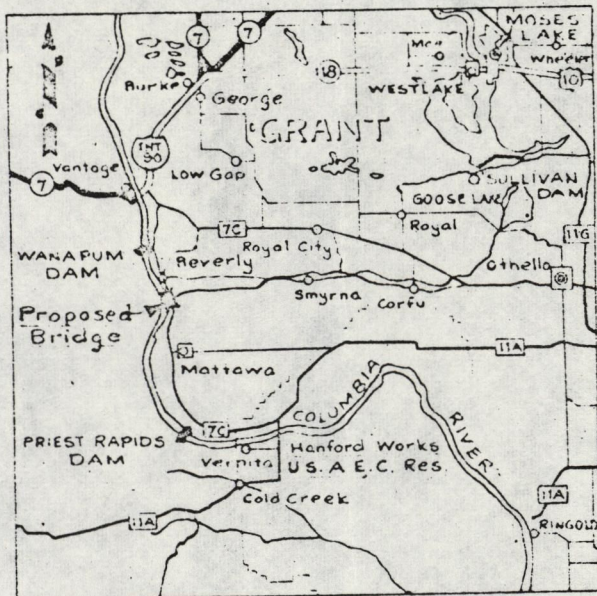 MOSES
LAKE
7
7
Mae
Wheeler
18
WESTLAKE
10
Burke
George
GRANT
INT
90
Vantage
Low Gap
SULLIVAN
DAM
7
GOOSE LAKE
7C
Royal
11G
WANAPUM
DAM
Beverly
Royal City
Othello
Smyrna
Corfu
Proposed
Bridge
Mattawa
11A
COLUMBIA
RIVER
7C
PRIEST RAPIDS
DAM
Vernita
Hanford Works
U.S. A.E.C. Res.
11A
Cold Creek
11A
RINGOLD